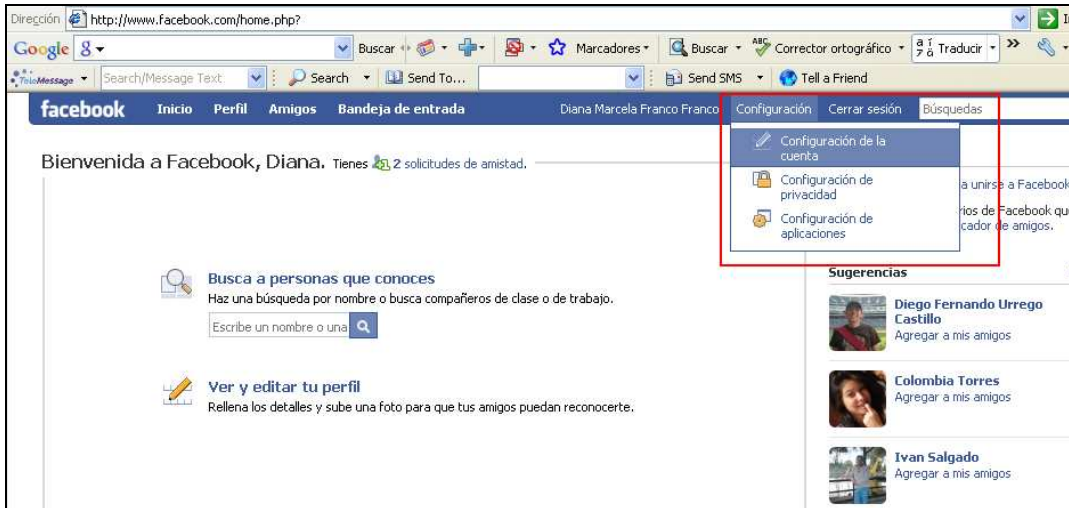 Dirección http://www.facebook.com/home.php?
Google Buscar Marcadores Buscar ABC Corrector ortográfico Traducir »
TeleMessage Search/Message Text Search Send To... Send SMS Tell a Friend
facebook Inicio Perfil Amigos Bandeja de entrada Diana Marcela Franco Franco Configuración Cerrar sesión Búsquedas
Configuración de la
cuenta
Configuración de
privacidad
Configuración de
aplicaciones
Bienvenida a Facebook, Diana. Tienes 2 solicitudes de amistad.
a unirse a Facebook
rios de Facebook qu
cador de amigos.
Busca a personas que conoces
Haz una búsqueda por nombre o busca compañeros de clase o de trabajo.
Escribe un nombre o una
Ver y editar tu perfil
Rellena los detalles y sube una foto para que tus amigos puedan reconocerte.
Sugerencias
Diego Fernando Urrego
Castillo
Agregar a mis amigos
Colombia Torres
Agregar a mis amigos
Ivan Salgado
Agregar a mis amigos